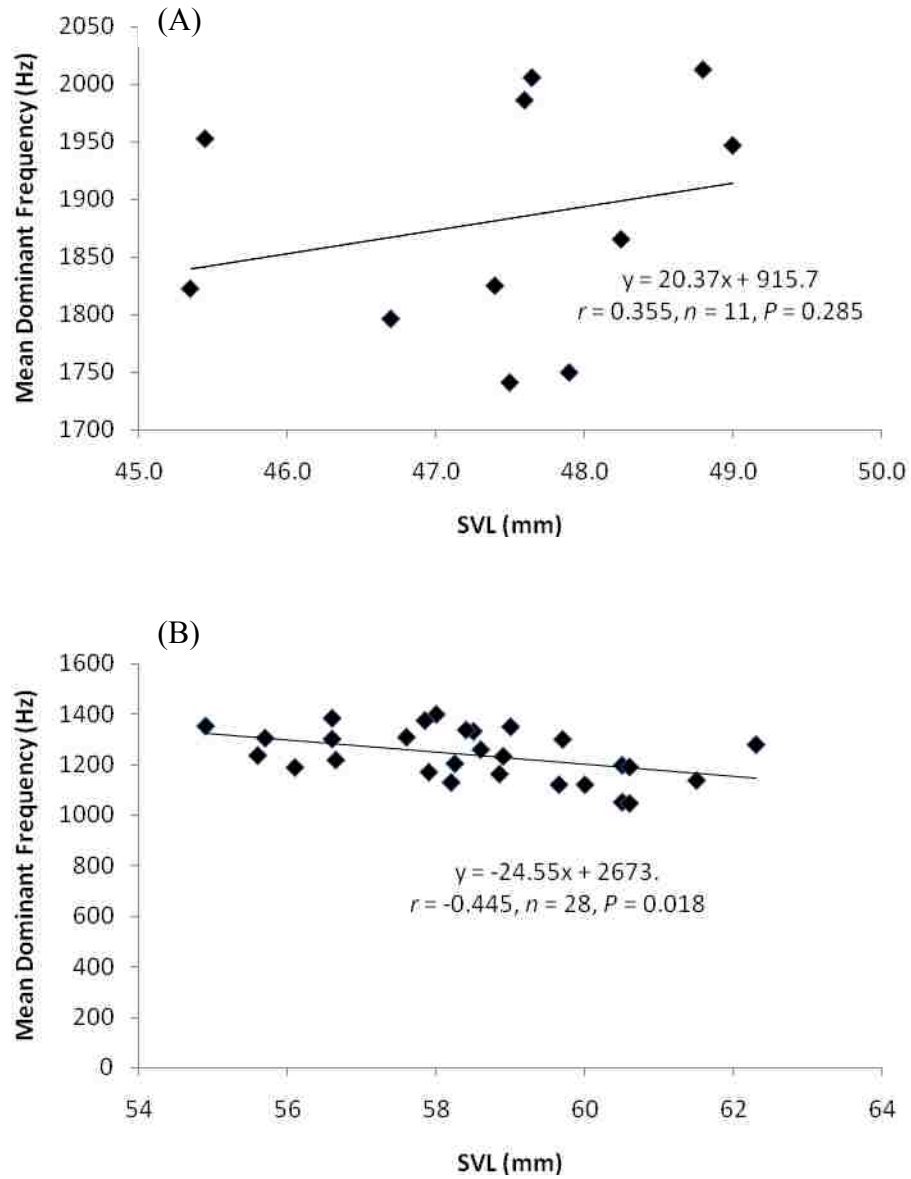 (A)
Mean Dominant Frequency (Hz)
2050
2000
1950
1900
1850
1800
1750
1700
y = 20.37x + 915.7
r = 0.355, n = 11, P = 0.285
45.0 46.0 47.0 48.0 49.0 50.0
SVL (mm)
(B)
Mean Dominant Frequency (Hz)
1600
1400
1200
1000
800
600
400
200
0
y = -24.55x + 2673.
r = -0.445, n = 28, P = 0.018
54 56 58 60 62 64
SVL (mm)